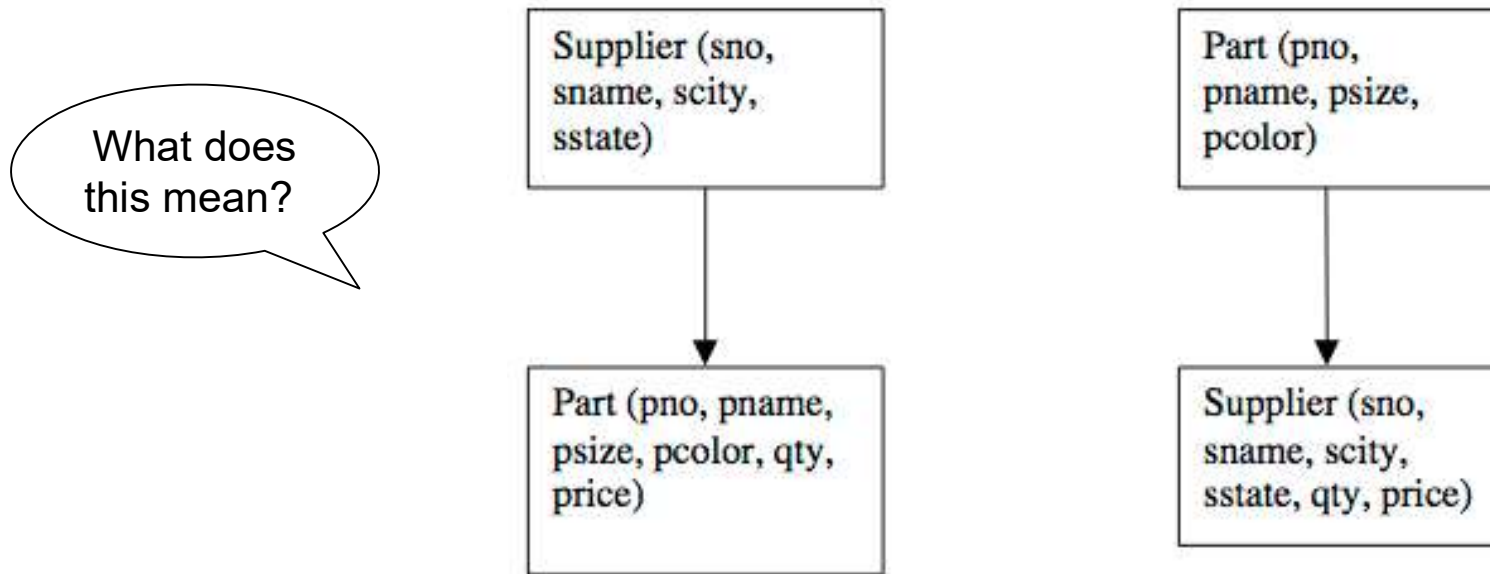 What does
this mean?
Supplier (sno,
sname, scity,
sstate)
Part (pno,
pname, psize,
pcolor)
Part (pno, pname,
psize, pcolor, qty,
price)
Supplier (sno,
sname, scity,
sstate, qty, price)